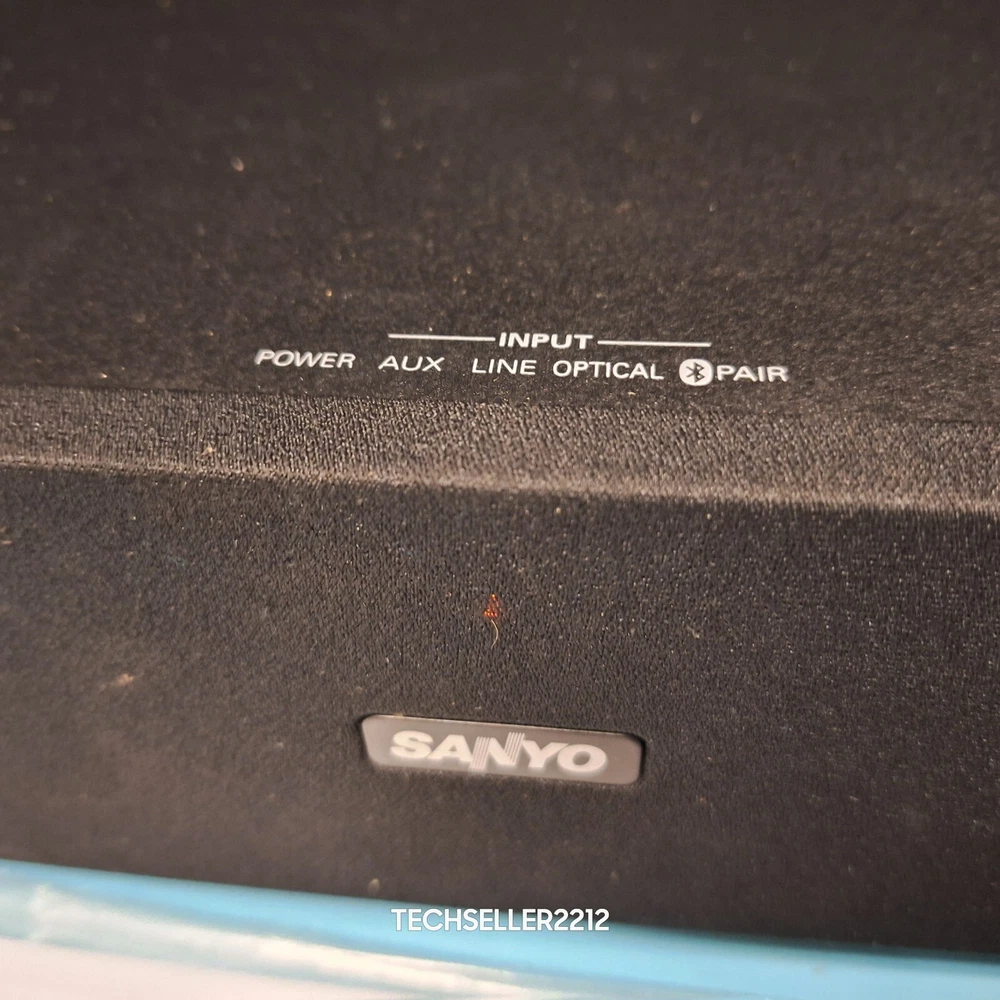 INPUT
POWER AUX LINE OPTICAL PAIR
SANYO
TECHSELLER2212